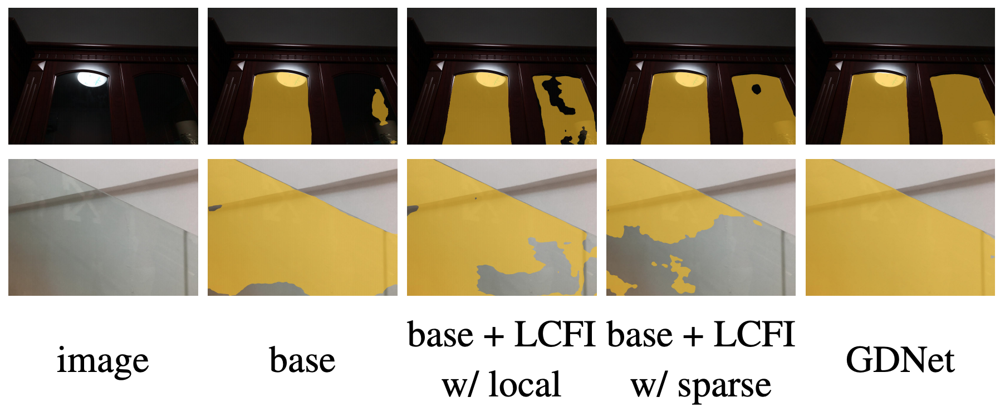 image
base
base + LCFI
w/ local
base + LCFI
w/ sparse
GDNet